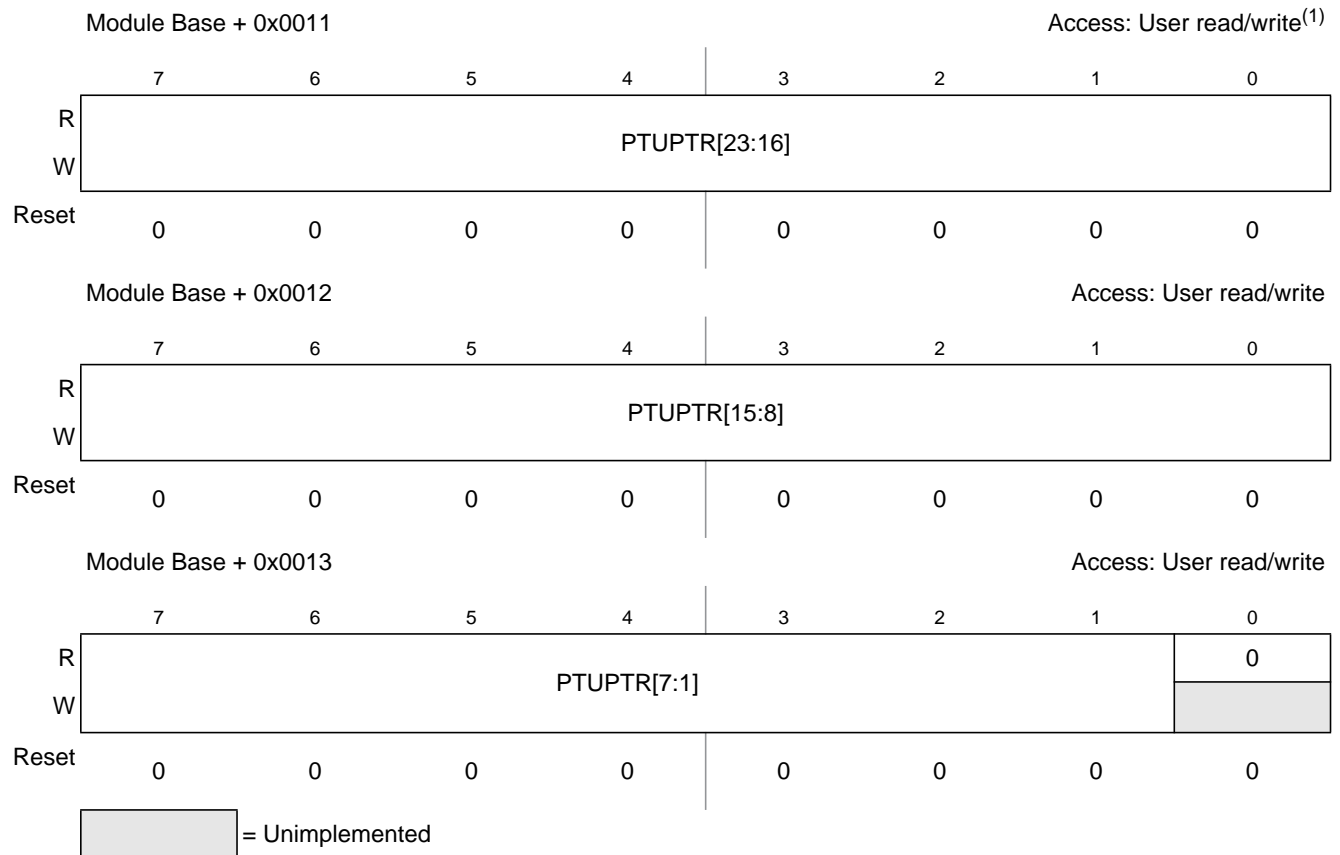 Module Base + 0x0011 Access: User read/write(1)
7 6 5 4 3 2 1 0
R
PTUPTR[23:16]
W
Reset 0 0 0 0 0 0 0 0
Module Base + 0x0012 Access: User read/write
7 6 5 4 3 2 1 0
R
PTUPTR[15:8]
W
Reset 0 0 0 0 0 0 0 0
Module Base + 0x0013 Access: User read/write
7 6 5 4 3 2 1 0
R 0
PTUPTR[7:1]
W
Reset 0 0 0 0 0 0 0 0
= Unimplemented